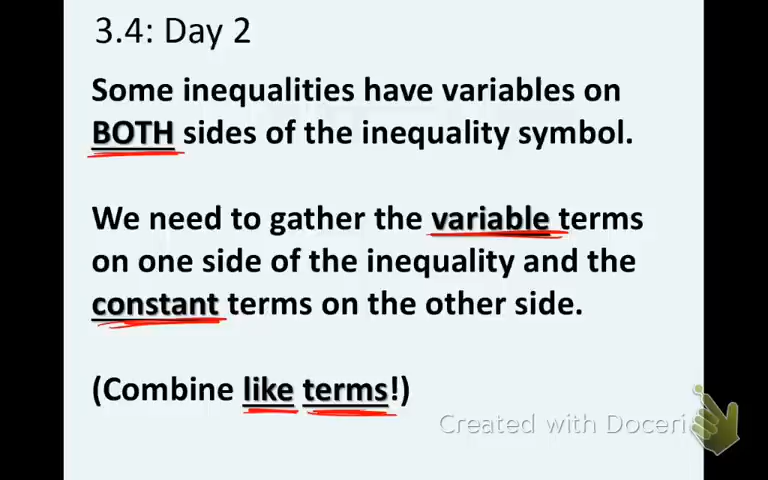 3.4: Day 2
Some inequalities have variables on
BOTH sides of the inequality symbol.
We need to gather the variable terms
on one side of the inequality and the
constant terms on the other side.
(Combine like terms!)
Created with Doceri